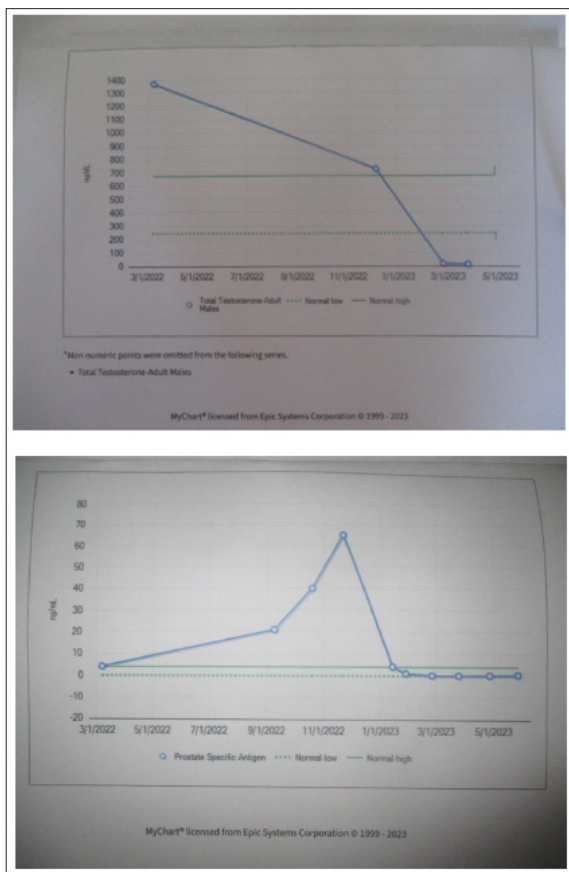 1400
1300
1200
1100
1000
900
800
700
600
500
400
300
200
100
0
ng/dL
3/1/2022 5/1/2022 7/1/2022 9/1/2022 11/1/2022 1/1/2023 3/1/2023 5/1/2023
Total Testosterone-Adult Males Normal low Normal high
*Non-numeric points were omitted from the following series.
• Total Testosterone-Adult Males
MyChart® licensed from Epic Systems Corporation © 1999 - 2023
80
70
60
50
40
30
20
10
0
-10
-20
ng/mL
3/1/2022 5/1/2022 7/1/2022 9/1/2022 11/1/2022 1/1/2023 3/1/2023 5/1/2023
Prostate Specific Antigen Normal low Normal high
MyChart® licensed from Epic Systems Corporation © 1999 - 2023